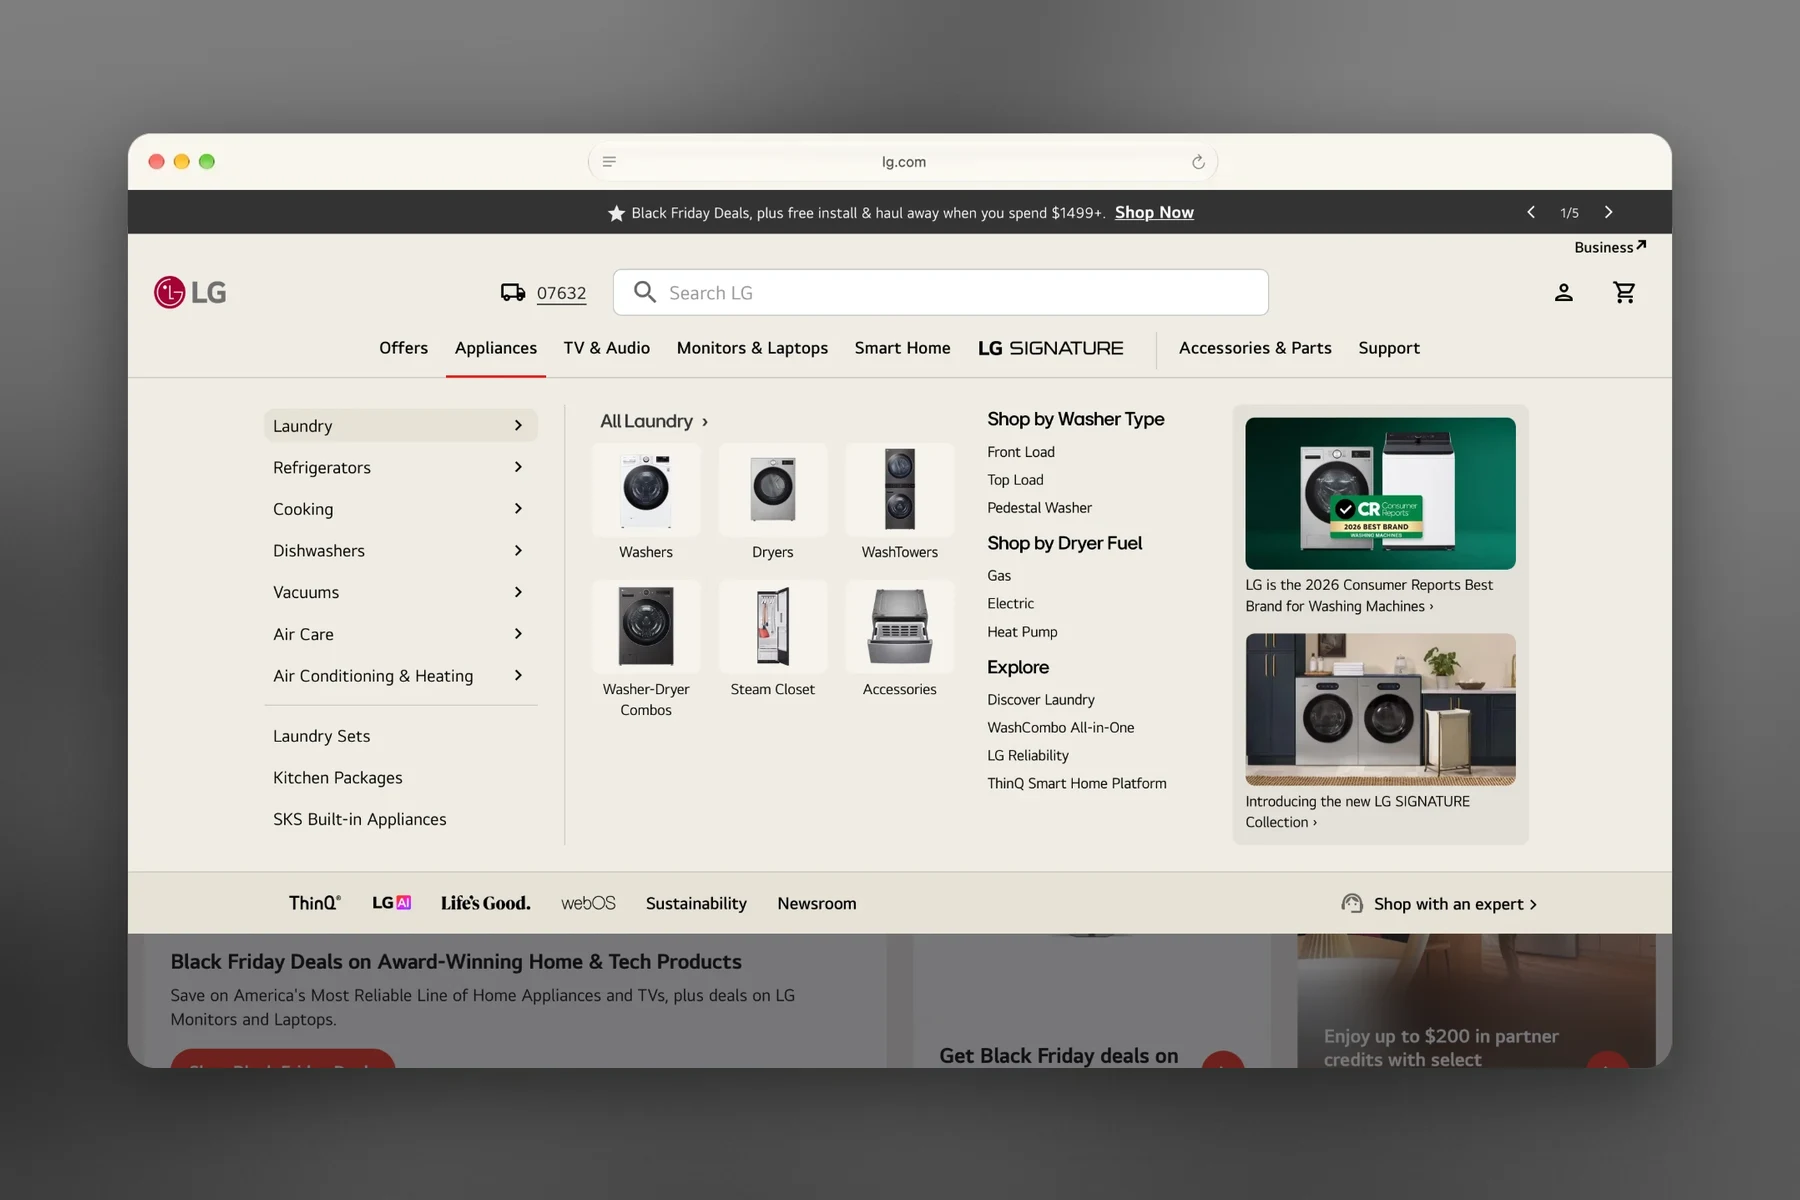 lg.com
Black Friday Deals, plus free install & haul away when you spend $1499+. Shop Now
1/5
Business
LG
07632
Search LG
Offers
Appliances
TV & Audio
Monitors & Laptops
Smart Home
LG SIGNATURE
Accessories & Parts
Support
Laundry
Refrigerators
Cooking
Dishwashers
Vacuums
Air Care
Air Conditioning & Heating
Laundry Sets
Kitchen Packages
SKS Built-in Appliances
All Laundry ›
Washers
Dryers
WashTowers
Washer-Dryer
Combos
Steam Closet
Accessories
Shop by Washer Type
Front Load
Top Load
Pedestal Washer
Shop by Dryer Fuel
Gas
Electric
Heat Pump
Explore
Discover Laundry
WashCombo All-in-One
LG Reliability
ThinQ Smart Home Platform
CR Consumer
Reports
2026 BEST BRAND
WASHING MACHINES
LG is the 2026 Consumer Reports Best
Brand for Washing Machines ›
Introducing the new LG SIGNATURE
Collection ›
ThinQ®
LG AI
Life's Good.
webOS
Sustainability
Newsroom
Shop with an expert ›
Black Friday Deals on Award-Winning Home & Tech Products
Save on America's Most Reliable Line of Home Appliances and TVs, plus deals on LG
Monitors and Laptops.
Get Black Friday deals on
Enjoy up to $200 in partner
credits with select